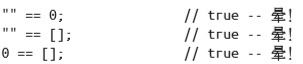 "" == 0; // true -- 晕!
"" == []; // true -- 晕!
0 == []; // true -- 晕!